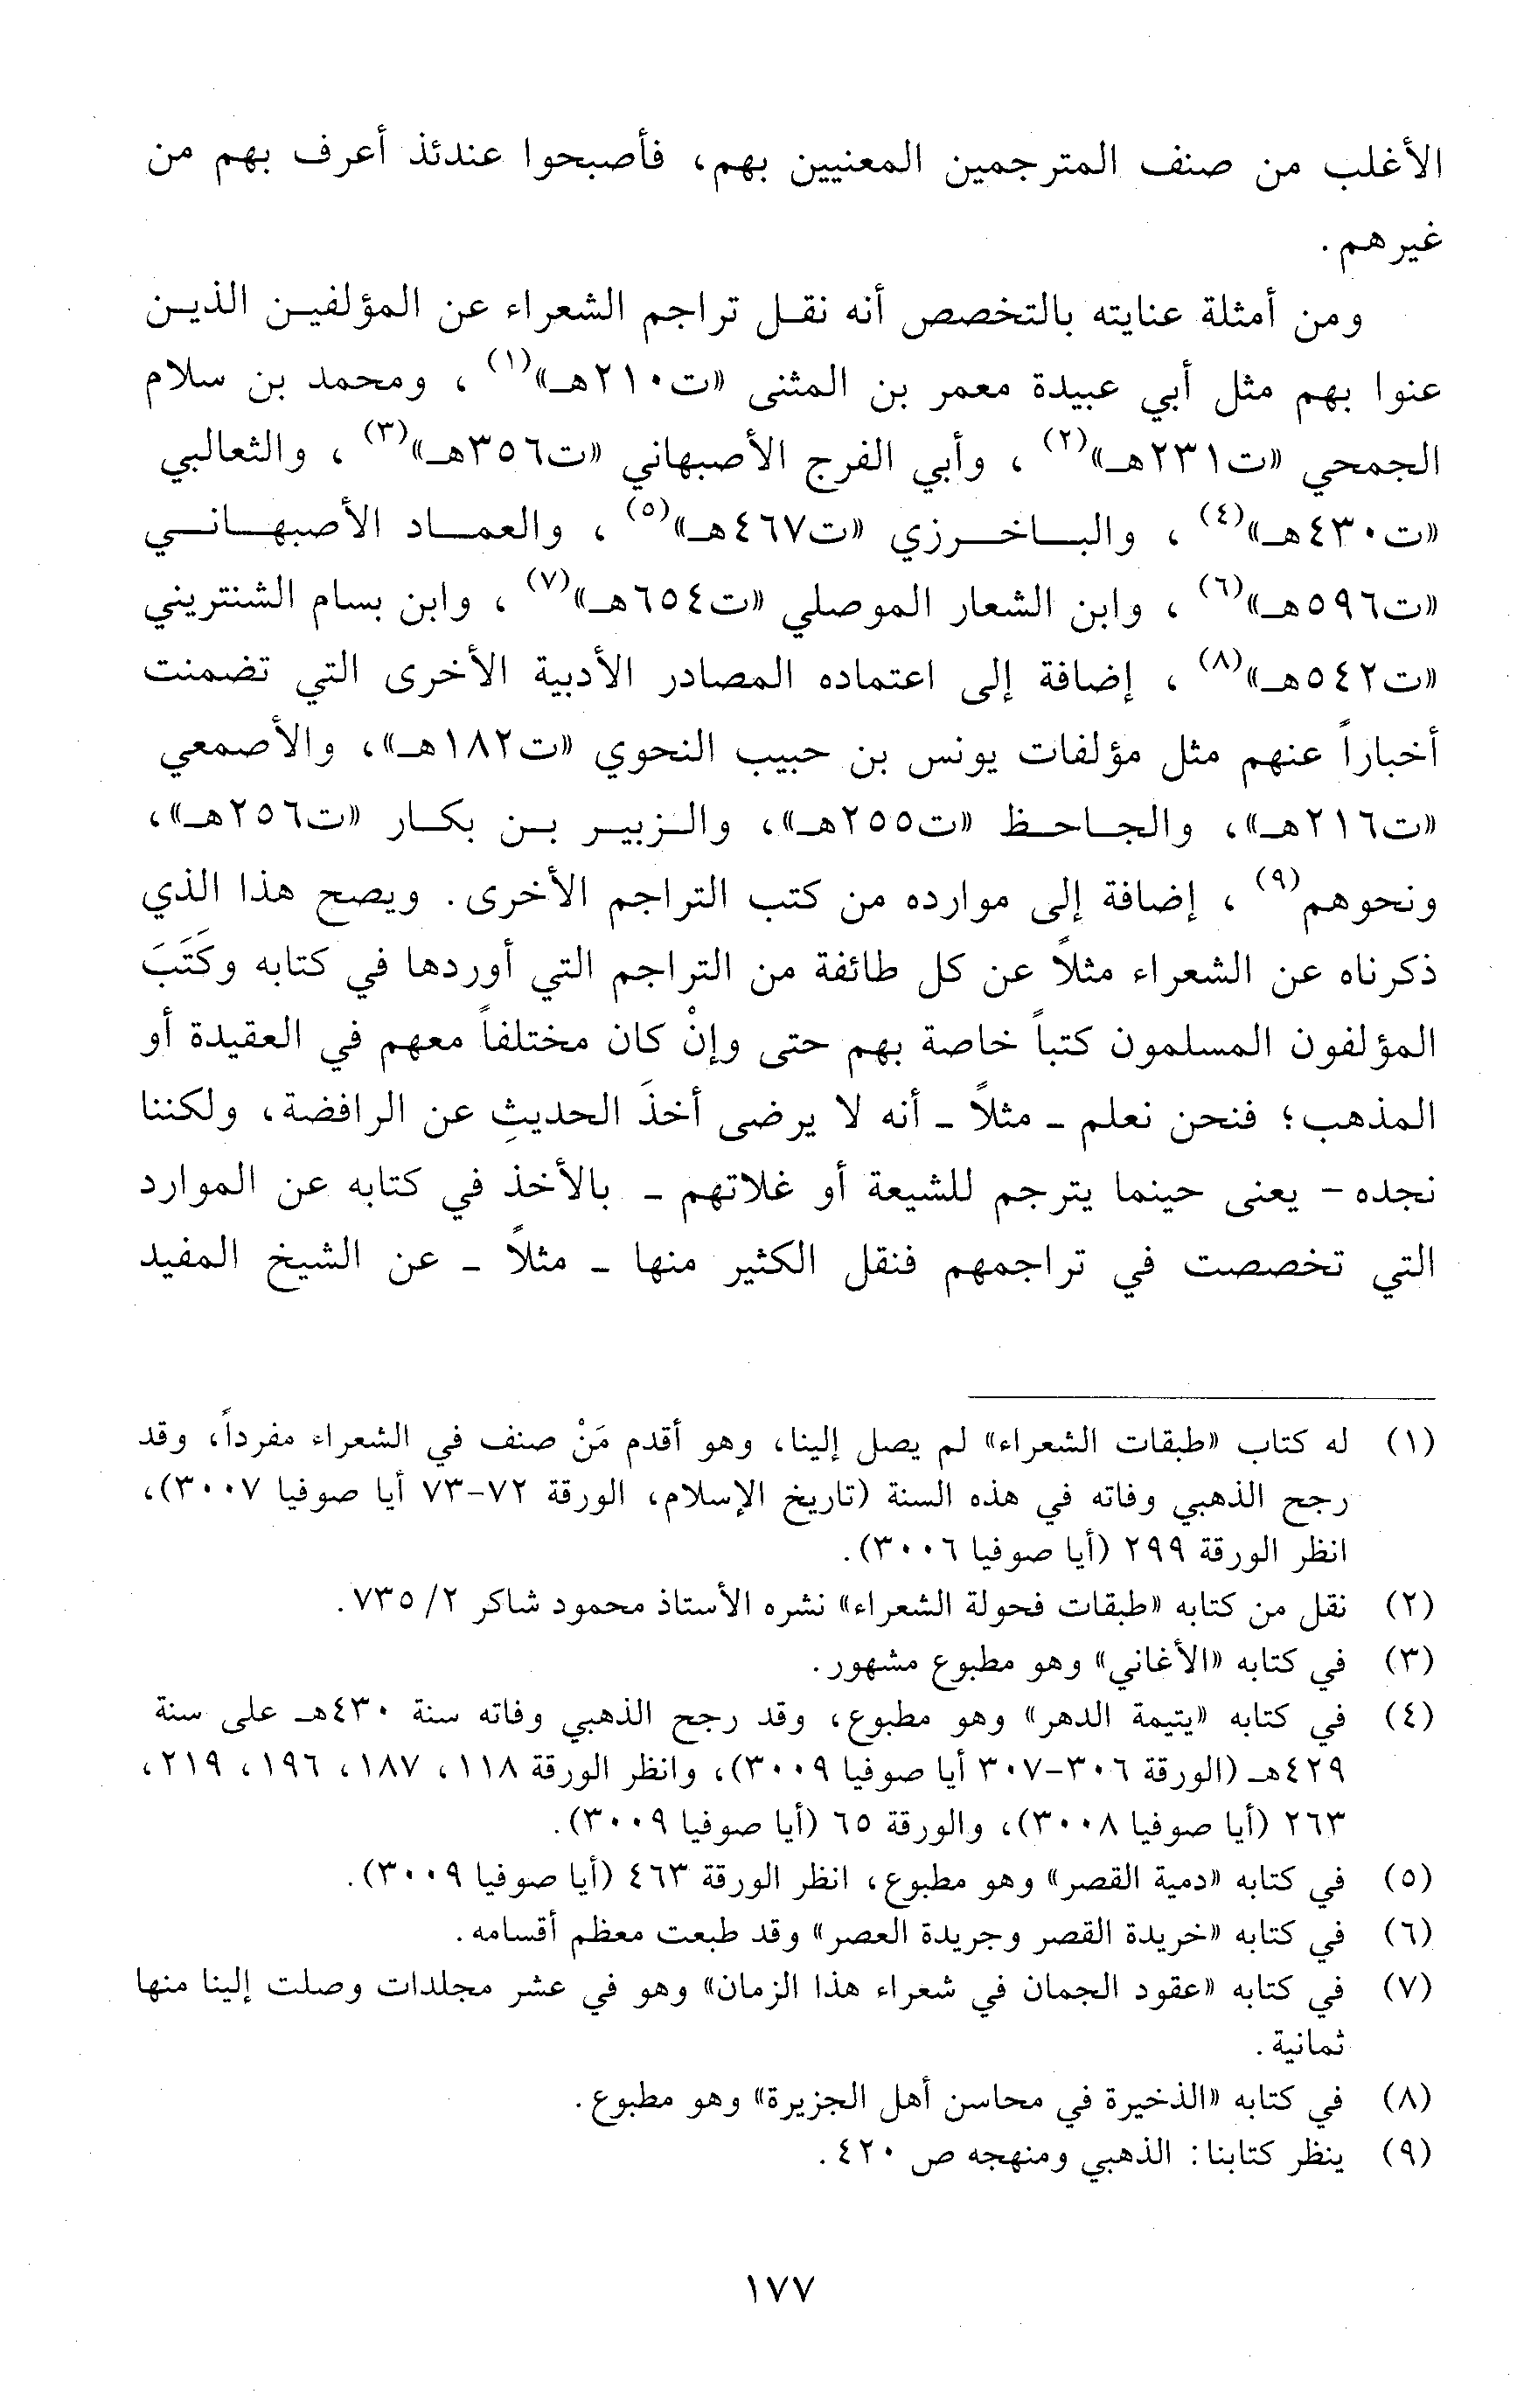 الأغلب من صنف المترجمين المعنيين بهم، فأصبحوا عندئذ أعرف بهم من
غيرهم.
ومن أمثلة عنايته بالتخصص أنه نقل تراجم الشعراء عن المؤلفين الذين
عنوا بهم مثل أبي عبيدة معمر بن المثنى «ت٢١٠هـ»(١)، ومحمد بن سلام
الجمحي «ت٢٣١هـ»(٢)، وأبي الفرج الأصبهاني «ت٣٥٦هـ»(٣)، والثعالبي
«ت٤٣٠هـ»(٤)، والباخرزي «ت٤٦٧هـ»(٥)، والعماد الأصبهاني
«ت٥٩٦هـ»(٦)، وابن الشعار الموصلي «ت٦٥٤هـ»(٧)، وابن بسام الشنتريني
«ت٥٤٢هـ»(٨)، إضافة إلى اعتماده المصادر الأدبية الأخرى التي تضمنت
أخباراً عنهم مثل مؤلفات يونس بن حبيب النحوي «ت١٨٢هـ»، والأصمعي
«ت٢١٦هـ»، والجاحظ «ت٢٥٥هـ»، والزبير بن بكار «ت٢٥٦هـ»،
ونحوهم(٩)، إضافة إلى موارده من كتب التراجم الأخرى. ويصح هذا الذي
ذكرناه عن الشعراء مثلاً عن كل طائفة من التراجم التي أوردها في كتابه وكَتَبَ
المؤلفون المسلمون كتباً خاصة بهم حتى وإنْ كان مختلفاً معهم في العقيدة أو
المذهب؛ فنحن نعلم ـ مثلاً ـ أنه لا يرضى أخذَ الحديثِ عن الرافضة، ولكننا
نجده - يعنى حينما يترجم للشيعة أو غلاتهم ـ بالأخذ في كتابه عن الموارد
التي تخصصت في تراجمهم فنقل الكثير منها ـ مثلاً ـ عن الشيخ المفيد
(١) له كتاب «طبقات الشعراء» لم يصل إلينا، وهو أقدم مَنْ صنف في الشعراء مفرداً، وقد
رجح الذهبي وفاته في هذه السنة (تاريخ الإسلام، الورقة ٧٢-٧٣ أيا صوفيا ٣٠٠٧)،
انظر الورقة ٢٩٩ (أيا صوفيا ٣٠٠٦).
(٢) نقل من كتابه «طبقات فحولة الشعراء» نشره الأستاذ محمود شاكر ٢/ ٧٣٥.
(٣) في كتابه «الأغاني» وهو مطبوع مشهور.
(٤) في كتابه «يتيمة الدهر» وهو مطبوع، وقد رجح الذهبي وفاته سنة ٤٣٠هـ على سنة
٤٢٩هـ (الورقة ٣٠٦-٣٠٧ أيا صوفيا ٣٠٠٩)، وانظر الورقة ١١٨، ١٨٧، ١٩٦، ٢١٩،
٢٦٣ (أيا صوفيا ٣٠٠٨)، والورقة ٦٥ (أيا صوفيا ٣٠٠٩).
(٥) في كتابه «دمية القصر» وهو مطبوع، انظر الورقة ٤٦٣ (أيا صوفيا ٣٠٠٩).
(٦) في كتابه «خريدة القصر وجريدة العصر» وقد طبعت معظم أقسامه.
(٧) في كتابه «عقود الجمان في شعراء هذا الزمان» وهو في عشر مجلدات وصلت إلينا منها
ثمانية.
(٨) في كتابه «الذخيرة في محاسن أهل الجزيرة» وهو مطبوع.
(٩) ينظر كتابنا: الذهبي ومنهجه ص ٤٢٠.
١٧٧